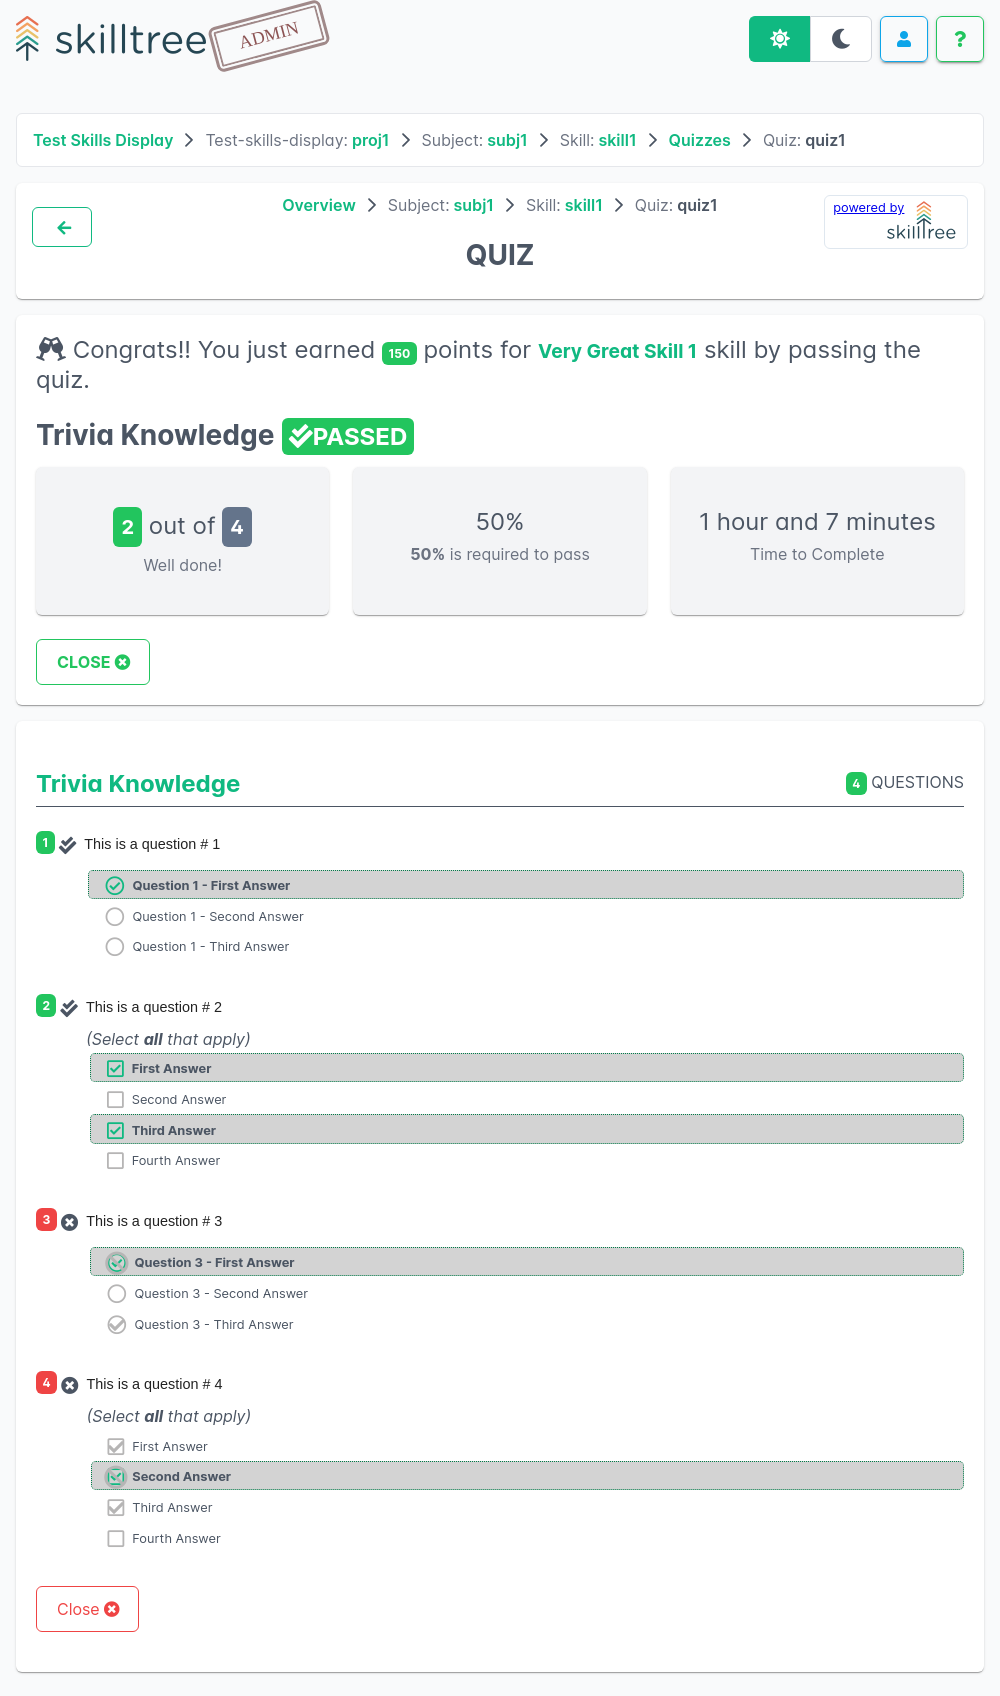 skilltree ADMIN
Test Skills Display > Test-skills-display: proj1 > Subject: subj1 > Skill: skill1 > Quizzes > Quiz: quiz1
Overview > Subject: subj1 > Skill: skill1 > Quiz: quiz1
powered by
skilltree
QUIZ
Congrats!! You just earned 150 points for Very Great Skill 1 skill by passing the
quiz.
Trivia Knowledge PASSED
2 out of 4
Well done!
50%
50% is required to pass
1 hour and 7 minutes
Time to Complete
CLOSE
Trivia Knowledge
4 QUESTIONS
1 This is a question # 1
Question 1 - First Answer
Question 1 - Second Answer
Question 1 - Third Answer
2 This is a question # 2
(Select all that apply)
First Answer
Second Answer
Third Answer
Fourth Answer
3 This is a question # 3
Question 3 - First Answer
Question 3 - Second Answer
Question 3 - Third Answer
4 This is a question # 4
(Select all that apply)
First Answer
Second Answer
Third Answer
Fourth Answer
Close